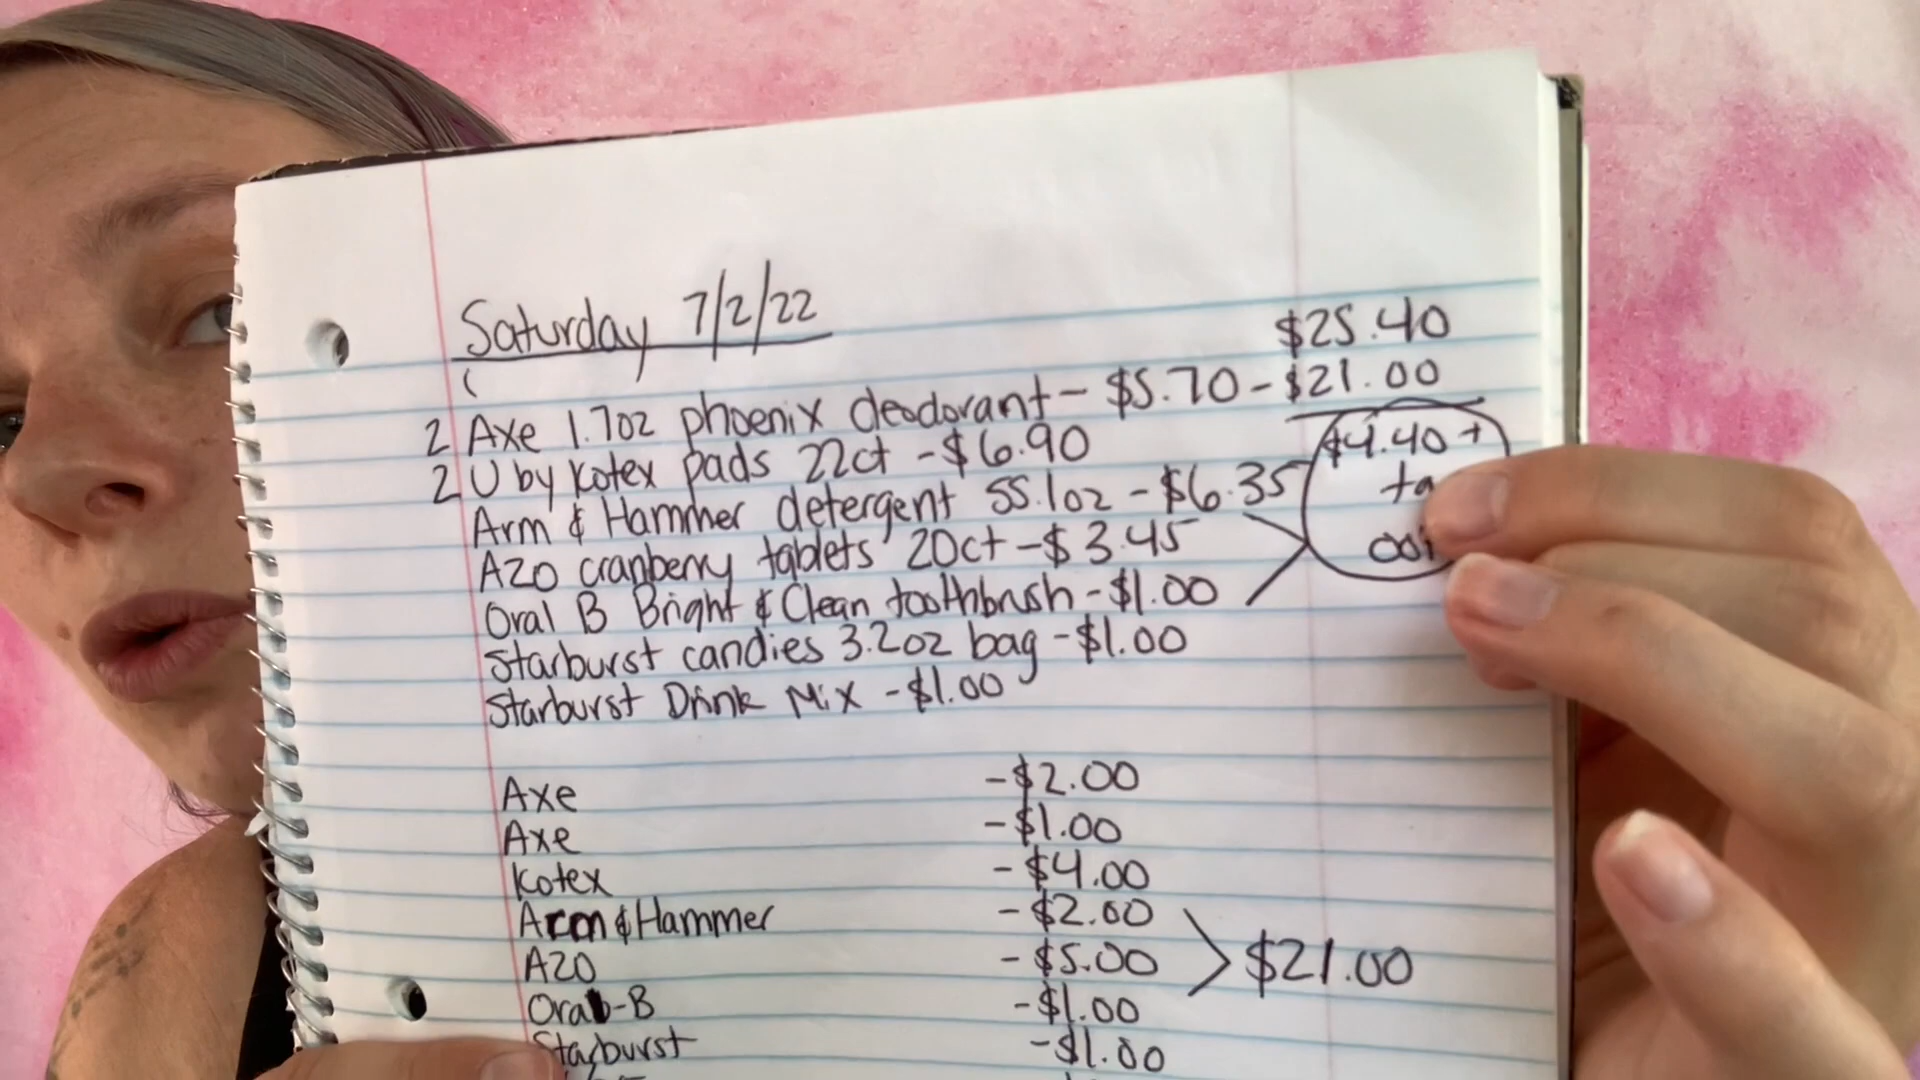 Saturday 7/2/22
$25.40
2 Axe 1.7oz phoenix deodorant - $5.70 - $21.00
2 U by Kotex pads 22ct - $6.90
$4.40 +
Arm & Hammer detergent 55.1oz - $6.35
AZO cranberry tablets 20ct - $3.45
Oral B Bright & Clean toothbrush - $1.00
Starburst candies 3.2oz bag - $1.00
Starburst Drink Mix - $1.00
Axe - $2.00
Axe - $1.00
Kotex - $4.00
Arm & Hammer - $2.00
AZO - $5.00
$21.00
Oral-B - $1.00
Starburst - $1.00